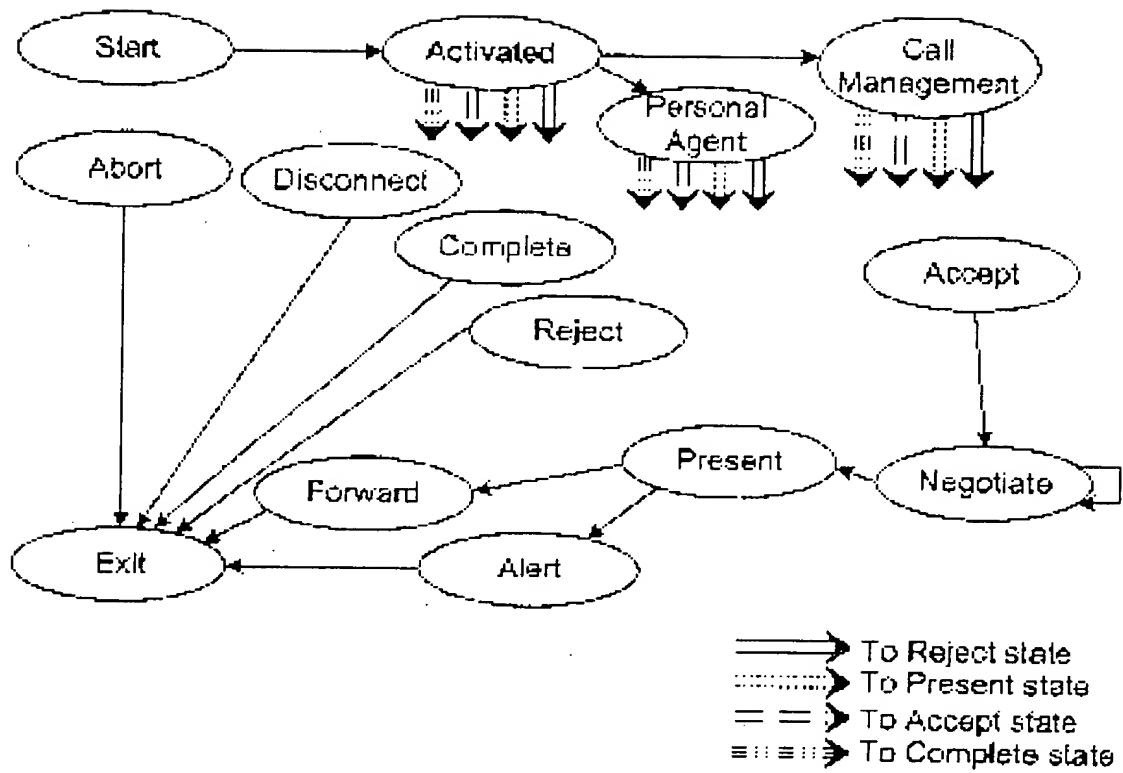 Start
Activated
Call
Management
Personal
Agent
Abort
Disconnect
Complete
Accept
Reject
Present
Negotiate
Forward
Exit
Alert
To Reject state
To Present state
To Accept state
To Complete state